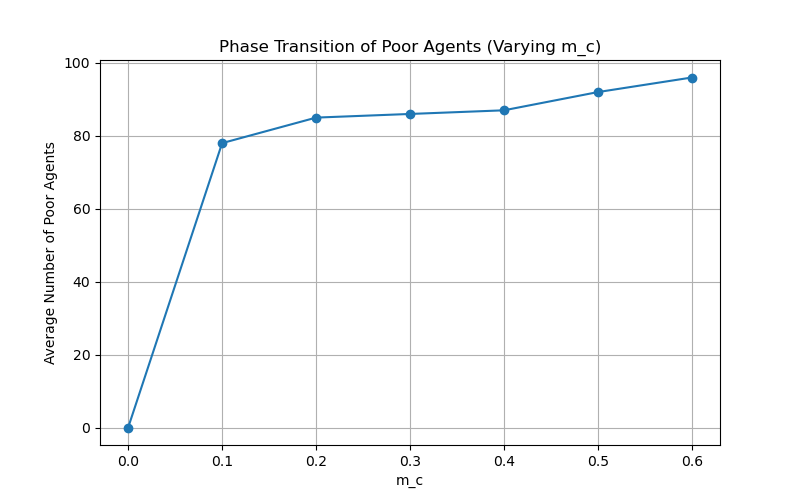 Phase Transition of Poor Agents (Varying m_c)
Average Number of Poor Agents
100
80
60
40
20
0
0.0 0.1 0.2 0.3 0.4 0.5 0.6
m_c